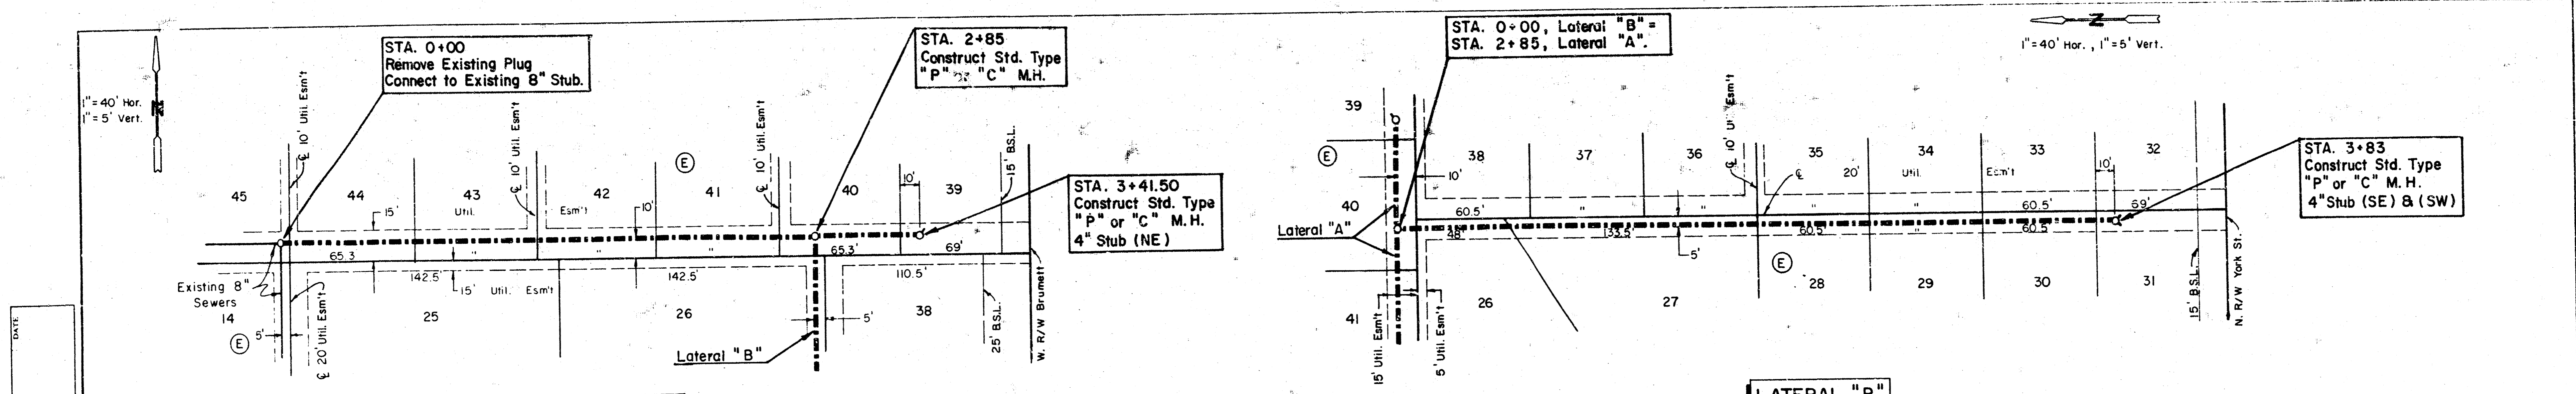 STA. 0+00
Remove Existing Plug
Connect to Existing 8" Stub.
STA. 2+85
Construct Std. Type
"P" or "C" M.H.
STA. 0+00, Lateral "B" =
STA. 2+85, Lateral "A".
N
1"=40' Hor., 1"=5' Vert.
1"=40' Hor.
1"=5' Vert.
N
℄ 10' Util. Esm't
℄ 10' Util. Esm't
℄ 10' Util. Esm't
E
45
44
43
42
41
40
39
10'
15' B.S.L.
15'
Util.
Esm't
10'
STA. 3+41.50
Construct Std. Type
"P" or "C" M.H.
4" Stub (NE)
65.3
"
"
65.3'
69'
142.5'
142.5'
110.5'
15' Util. Esm't
Existing 8"
Sewers
14
E
5'
℄ 20' Util. Esm't
25
26
5'
38
25' B.S.L.
W. R/W Brumett
Lateral "B"
DATE
39
E
38
37
36
℄ 10' Util. Esm't
35
34
33
32
10'
10'
℄ 20' Util. Esm't
STA. 3+83
Construct Std. Type
"P" or "C" M.H.
4" Stub (SE) & (SW)
40
60.5'
"
"
"
"
60.5'
69'
Lateral "A"
48'
133.5'
60.5'
"
60.5'
5'
E
41
26
27
28
29
30
31
15' Util. Esm't
5' Util. Esm't
15' B.S.L.
N. R/W York St.
LATERAL "B"